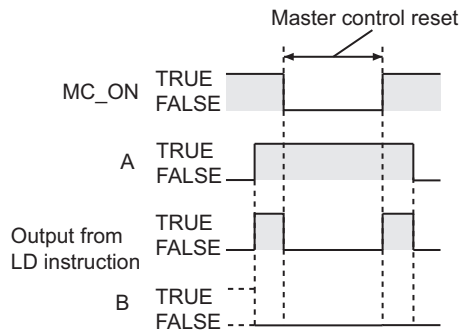 Master control reset
MC_ON
TRUE
FALSE
A
TRUE
FALSE
Output from
LD instruction
TRUE
FALSE
B
TRUE
FALSE